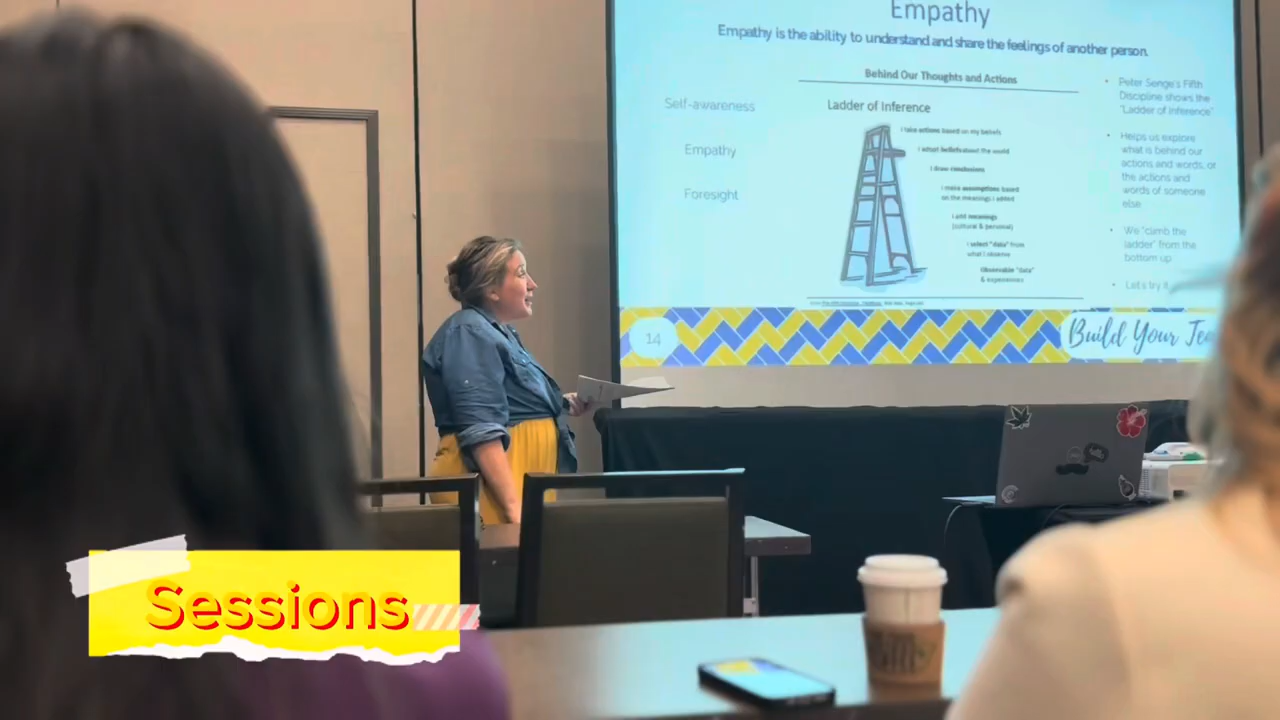 Empathy
Empathy is the ability to understand and share the feelings of another person.
Self-awareness
Empathy
Foresight
Behind Our Thoughts and Actions
Ladder of Inference
I take actions based on my beliefs
I adopt beliefs about the world
I draw conclusions
I make assumptions based
on the meanings I added
I add meanings
(cultural & personal)
I select "data" from
what I observe
Observable "data"
& experiences
• Peter Senge's Fifth
Discipline shows the
"Ladder of Inference"
• Helps us explore
what is behind our
actions and words, or
the actions and
words of someone
else.
• We "climb the
ladder" from the
bottom up.
• Let's try it
14
Build Your Tea
Sessions